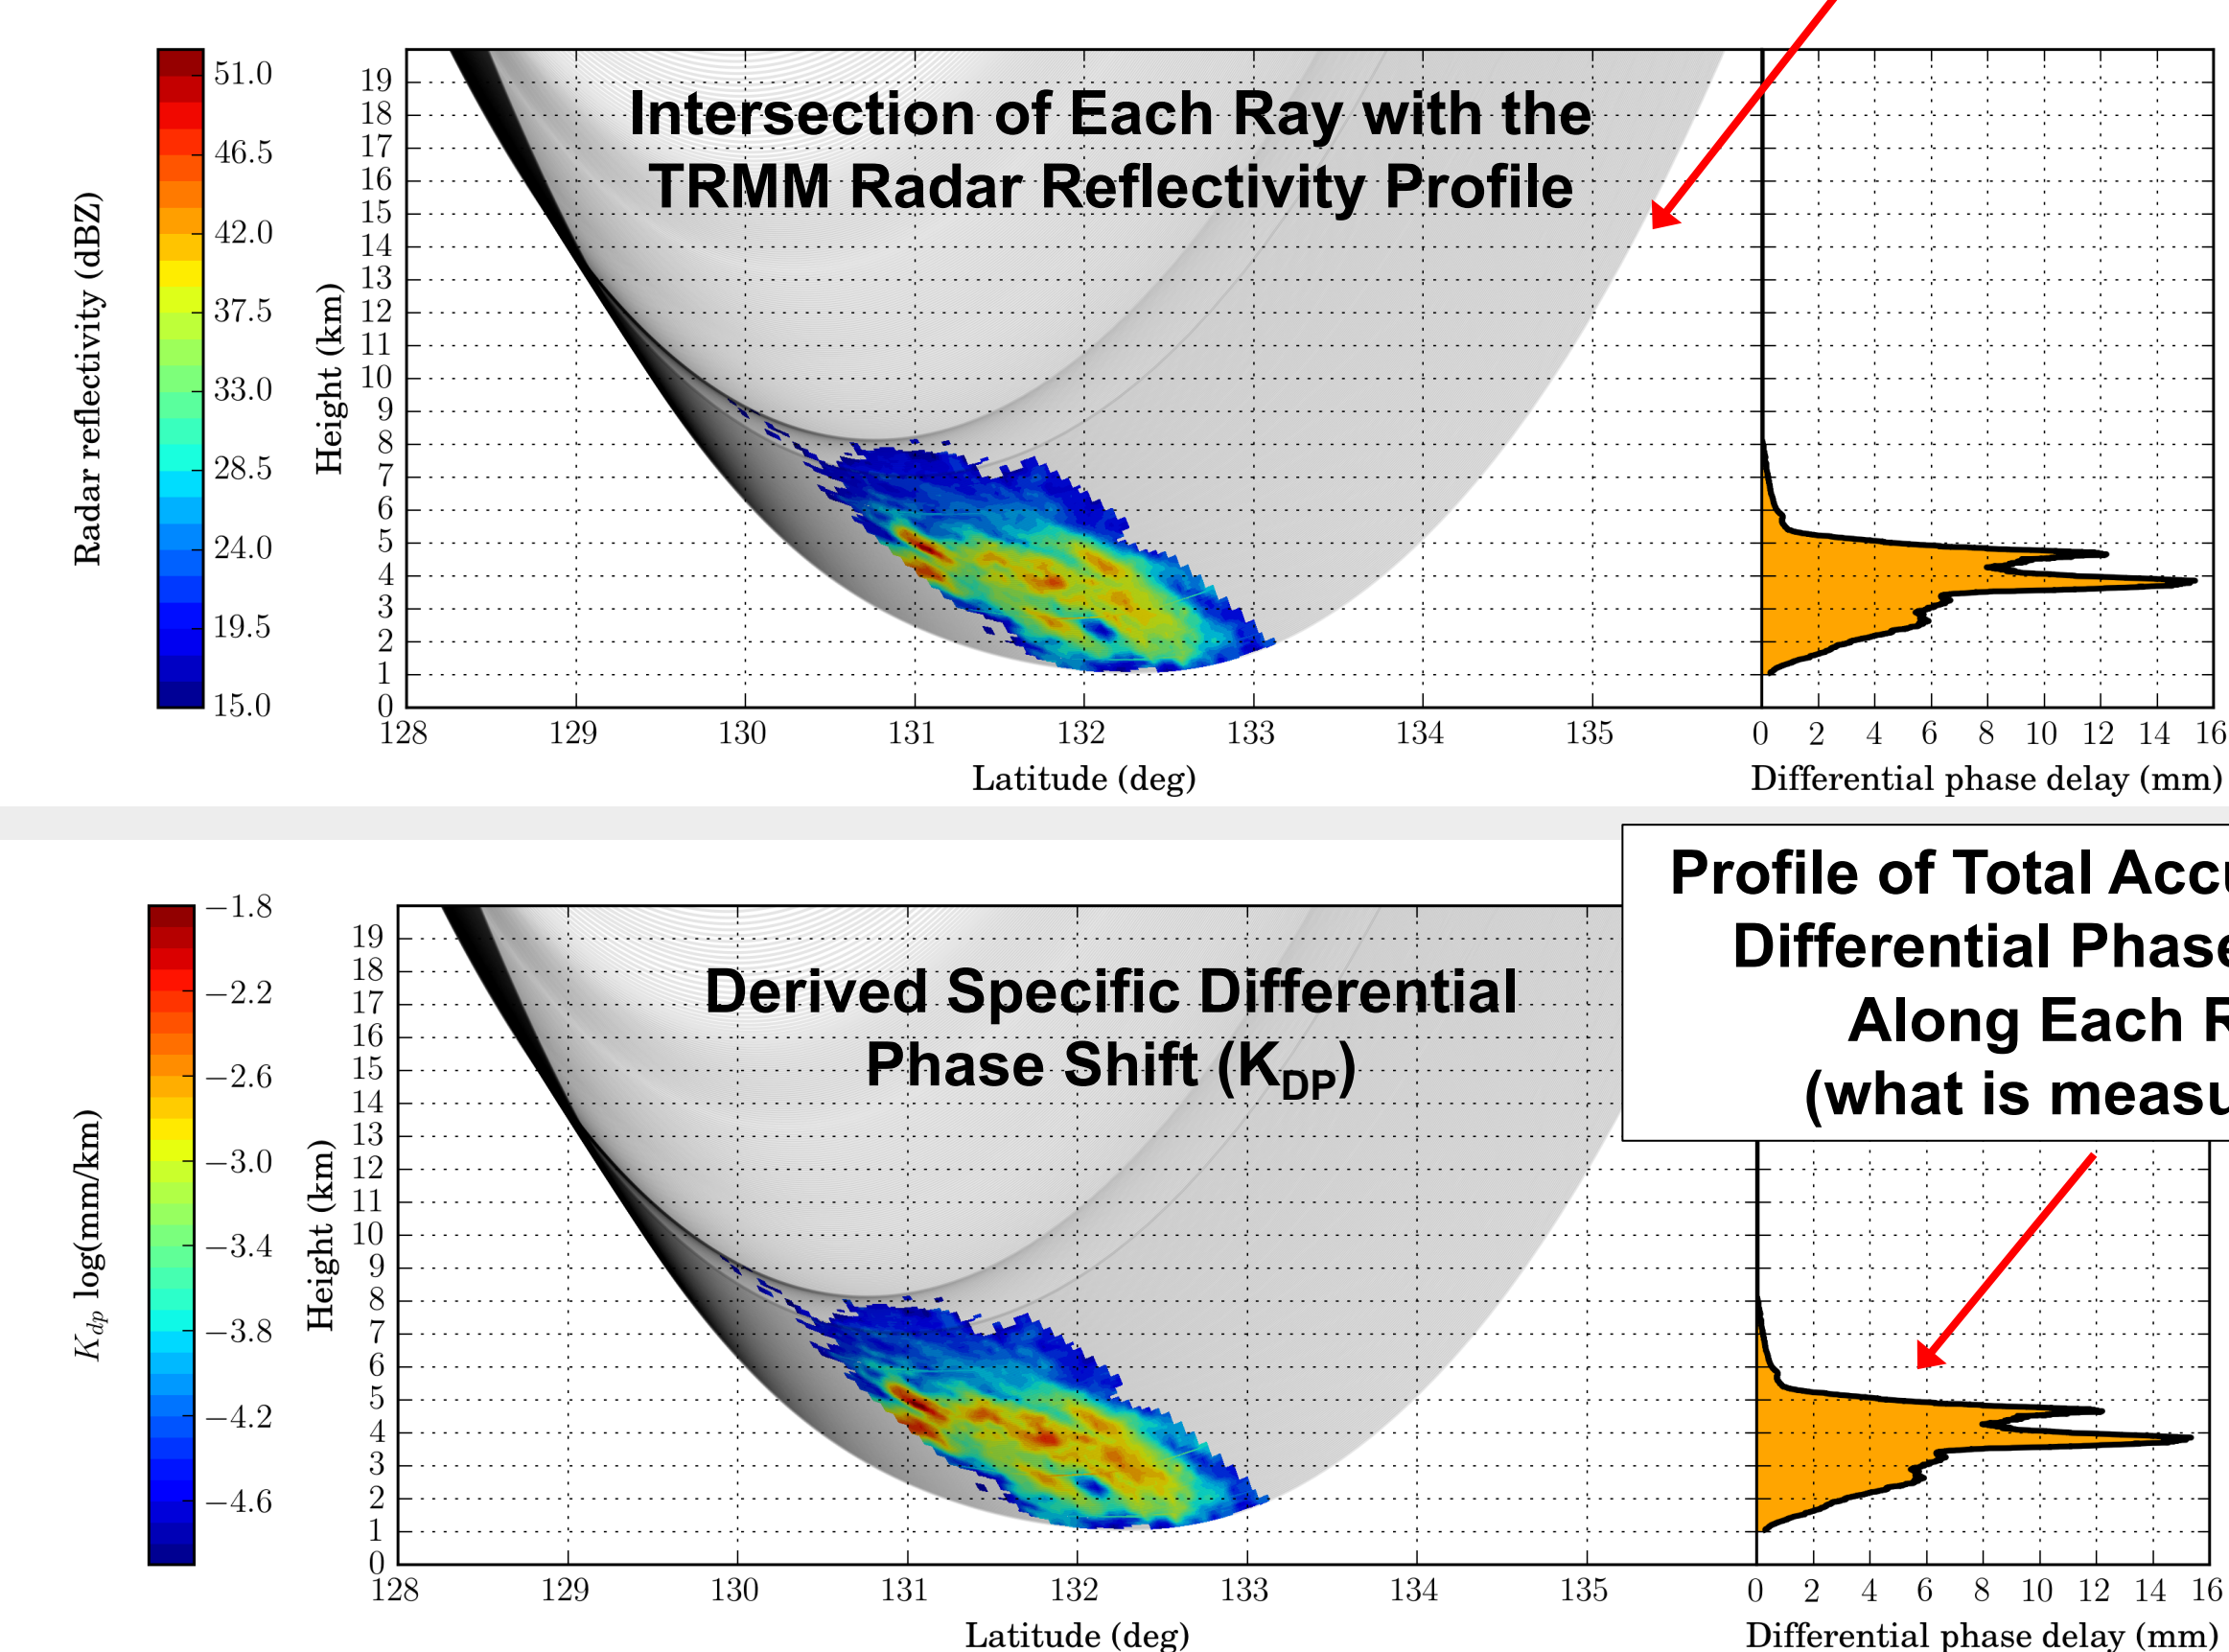 Intersection of Each Ray with the
TRMM Radar Reflectivity Profile
Radar reflectivity (dBZ)
51.0
46.5
42.0
37.5
33.0
28.5
24.0
19.5
15.0
Height (km)
19
18
17
16
15
14
13
12
11
10
9
8
7
6
5
4
3
2
1
0
128 129 130 131 132 133 134 135
Latitude (deg)
0 2 4 6 8 10 12 14 16
Differential phase delay (mm)
Derived Specific Differential
Phase Shift (K_DP)
Profile of Total Accu
Differential Phase
Along Each R
(what is measu
K_dp log(mm/km)
−1.8
−2.2
−2.6
−3.0
−3.4
−3.8
−4.2
−4.6
Height (km)
19
18
17
16
15
14
13
12
11
10
9
8
7
6
5
4
3
2
1
0
128 129 130 131 132 133 134 135
Latitude (deg)
0 2 4 6 8 10 12 14 16
Differential phase delay (mm)